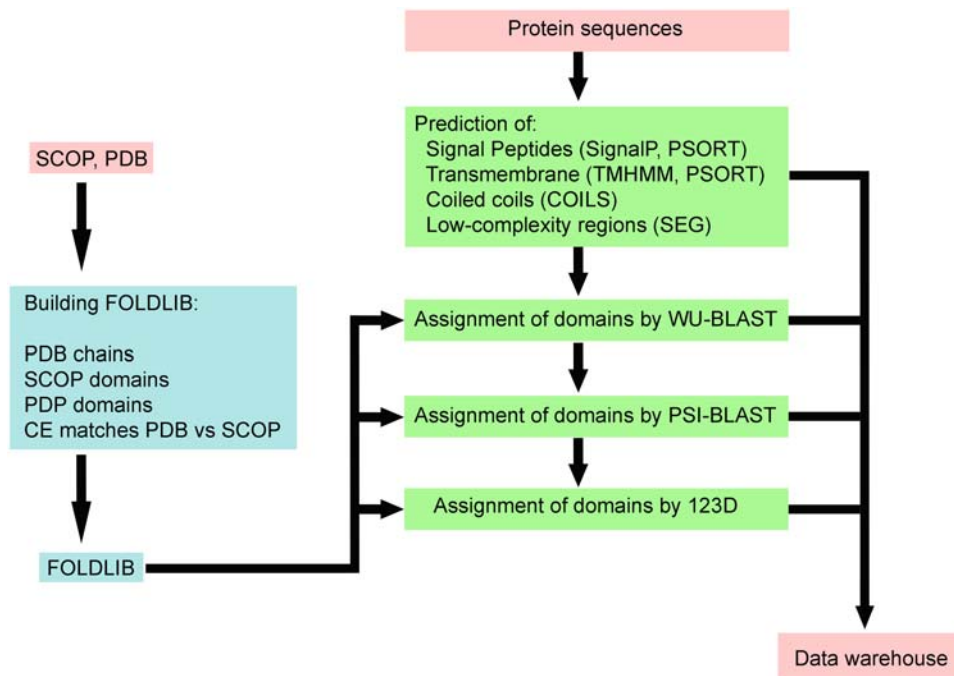 Protein sequences
Prediction of:
Signal Peptides (SignalP, PSORT)
Transmembrane (TMHMM, PSORT)
Coiled coils (COILS)
Low-complexity regions (SEG)
SCOP, PDB
Building FOLDLIB:
PDB chains
SCOP domains
PDP domains
CE matches PDB vs SCOP
FOLDLIB
Assignment of domains by WU-BLAST
Assignment of domains by PSI-BLAST
Assignment of domains by 123D
Data warehouse